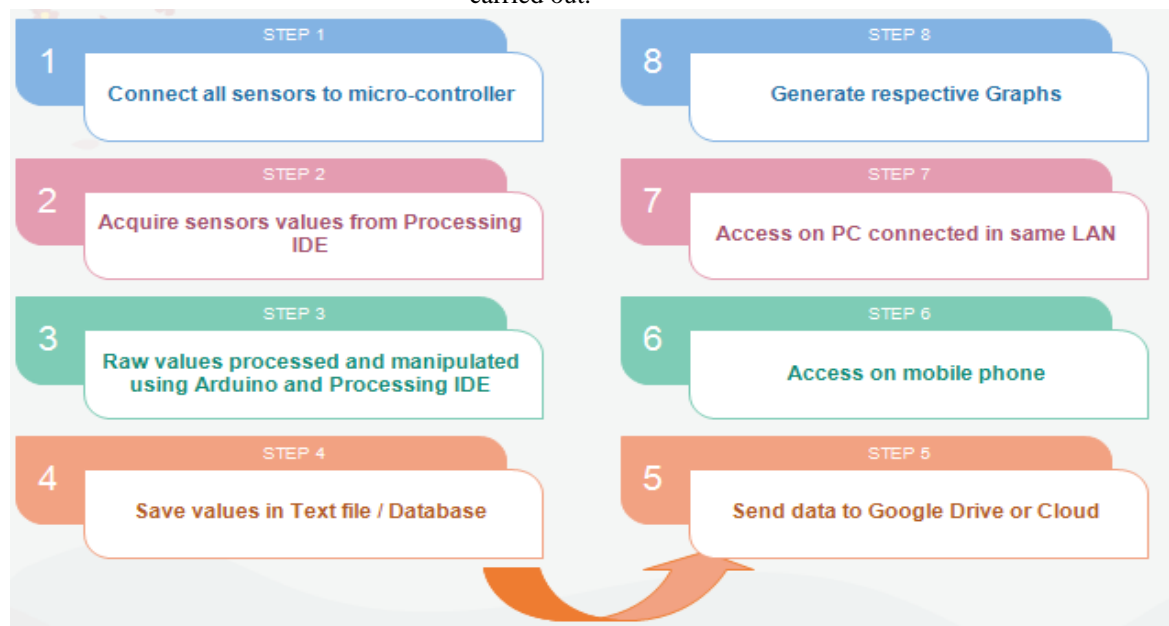 carried out.
1
STEP 1
Connect all sensors to micro-controller
2
STEP 2
Acquire sensors values from Processing
IDE
3
STEP 3
Raw values processed and manipulated
using Arduino and Processing IDE
4
STEP 4
Save values in Text file / Database
8
STEP 8
Generate respective Graphs
7
STEP 7
Access on PC connected in same LAN
6
STEP 6
Access on mobile phone
5
STEP 5
Send data to Google Drive or Cloud